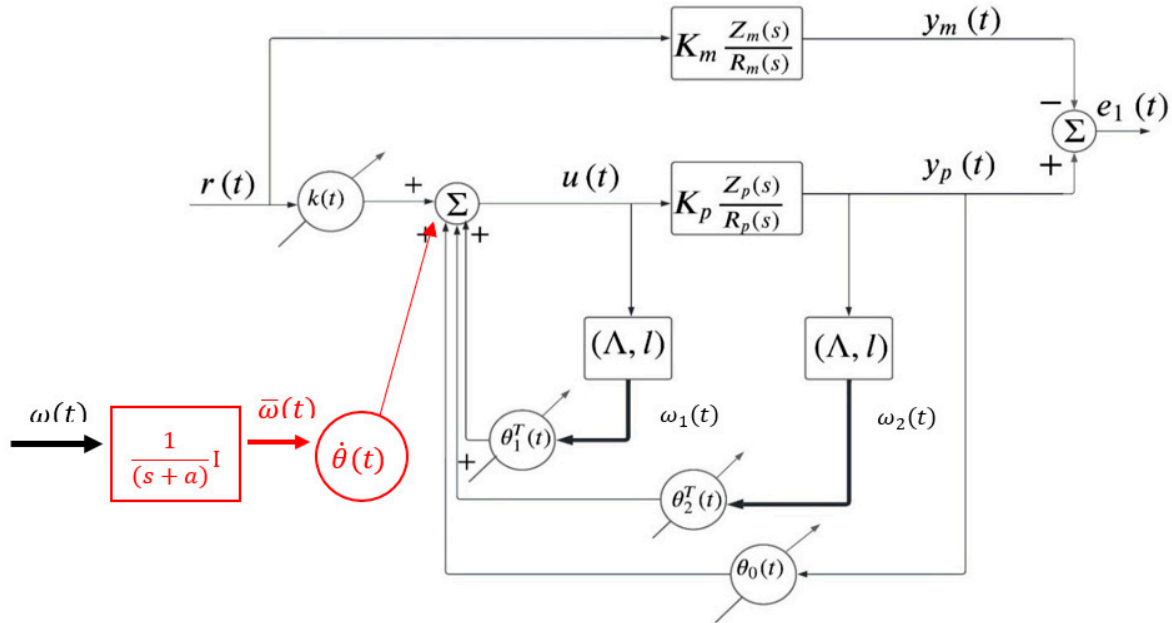 K_m Z_m(s) / R_m(s)
y_m (t)
−
e_1 (t)
Σ
+
r (t)
k(t)
+
Σ
u (t)
K_p Z_p(s) / R_p(s)
y_p (t)
+
+
(Λ, l)
(Λ, l)
ω(t)
1 / (s + a) I
ω̅(t)
θ̇(t)
θ_1^T(t)
ω_1(t)
ω_2(t)
+
θ_2^T(t)
θ_0(t)